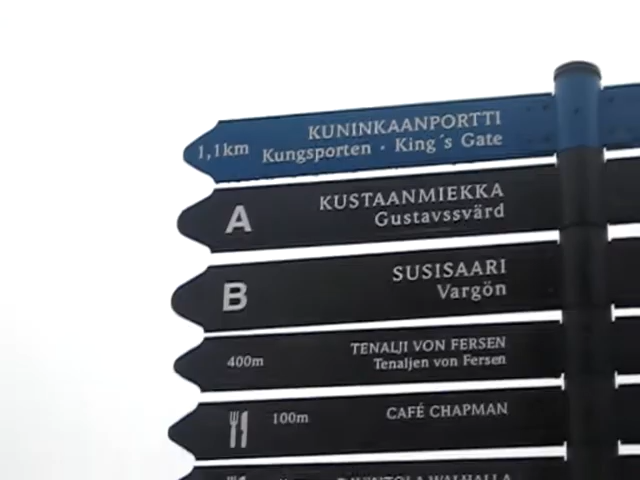 KUNINKAANPORTTI
1,1km Kungsporten · King´s Gate
KUSTAANMIEKKA
A Gustavssvärd
SUSISAARI
B Vargön
TENALJI VON FERSEN
400m Tenaljen von Fersen
100m CAFÉ CHAPMAN